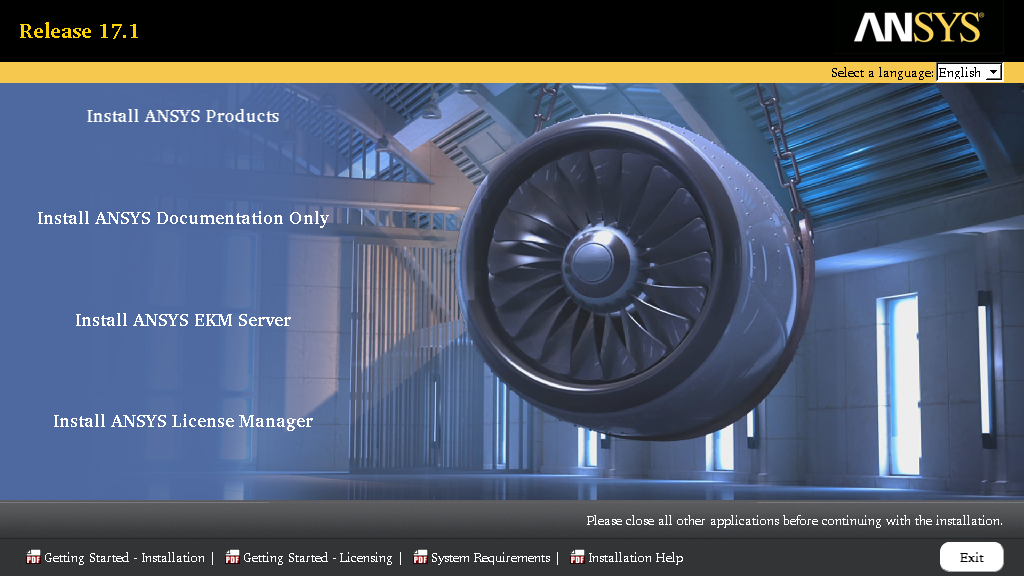 Release 17.1
ANSYS®
Select a language: English
Install ANSYS Products
Install ANSYS Documentation Only
Install ANSYS EKM Server
Install ANSYS License Manager
Please close all other applications before continuing with the installation.
PDF Getting Started - Installation | PDF Getting Started - Licensing | PDF System Requirements | PDF Installation Help
Exit